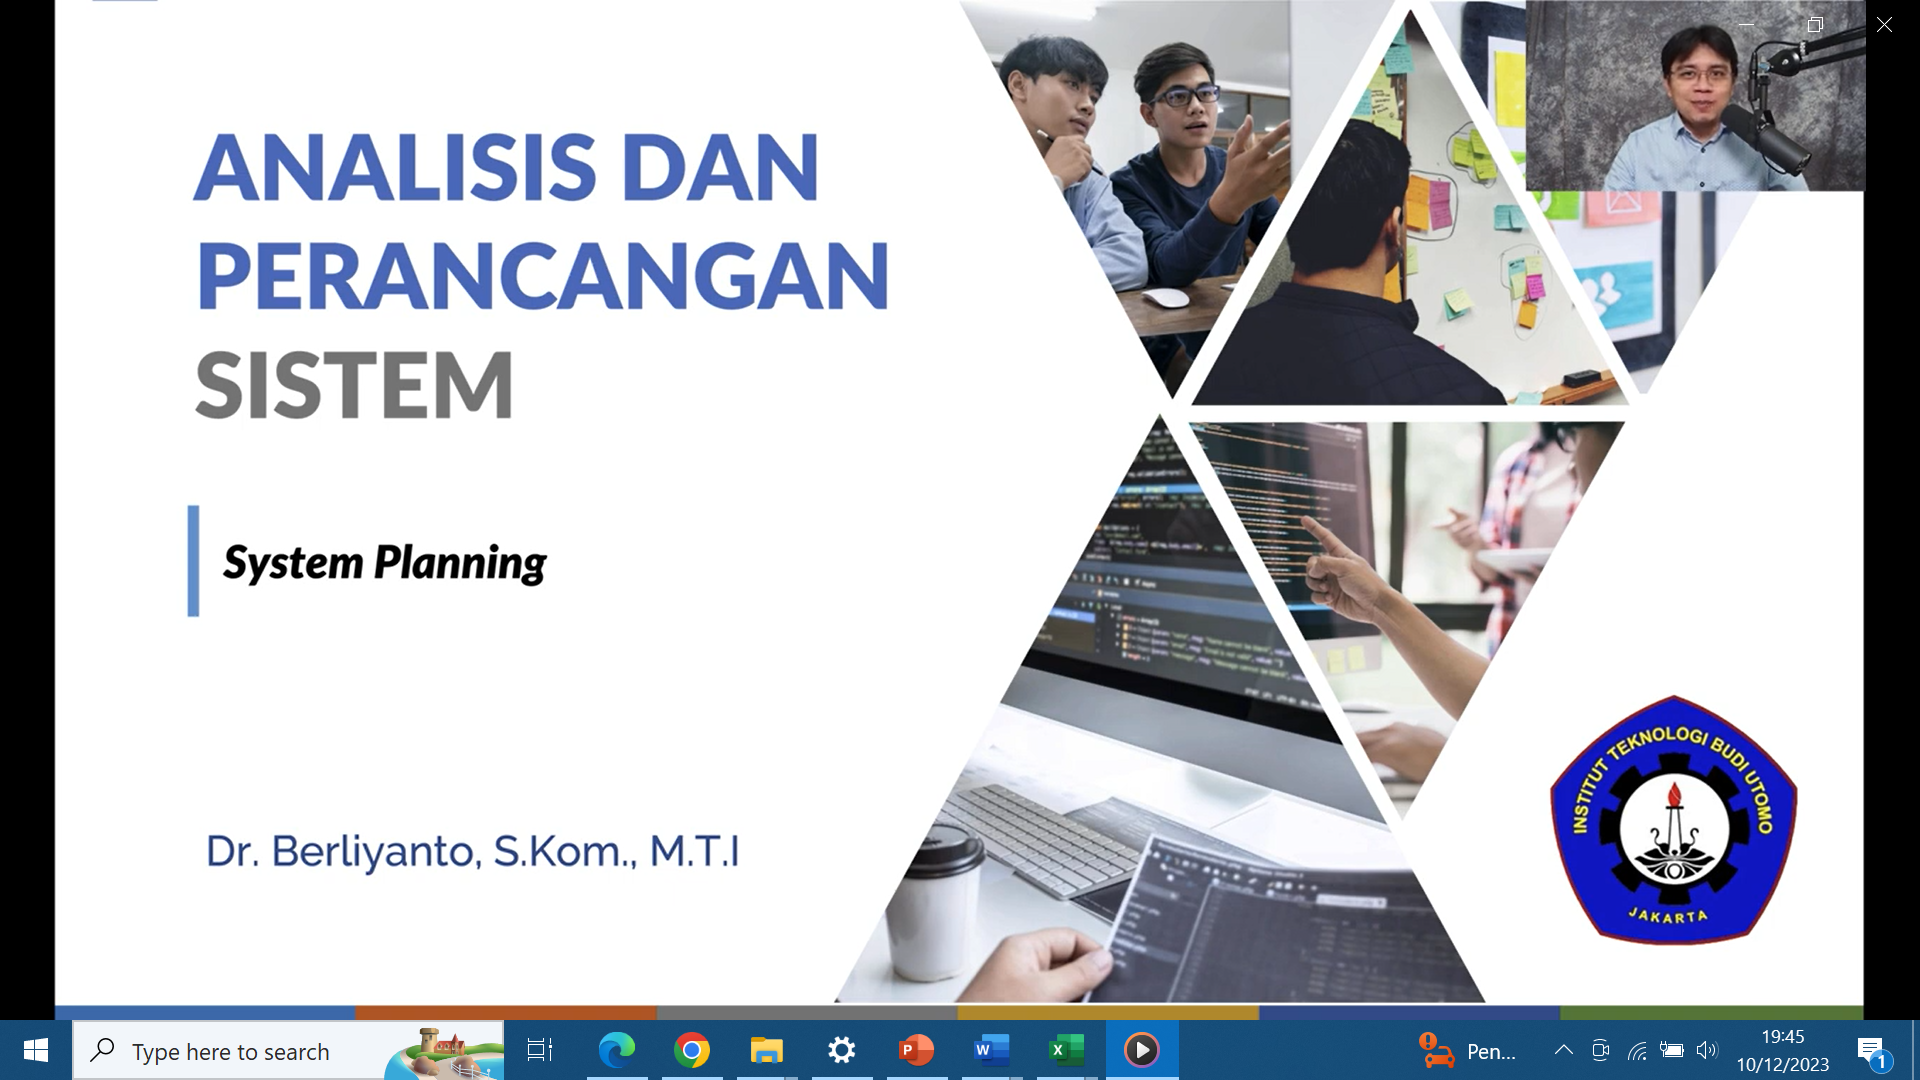 ANALISIS DAN
PERANCANGAN
SISTEM
System Planning
Dr. Berliyanto, S.Kom., M.T.I
INSTITUT TEKNOLOGI BUDI UTOMO
JAKARTA
Type here to search
Pen...
19:45
10/12/2023
1